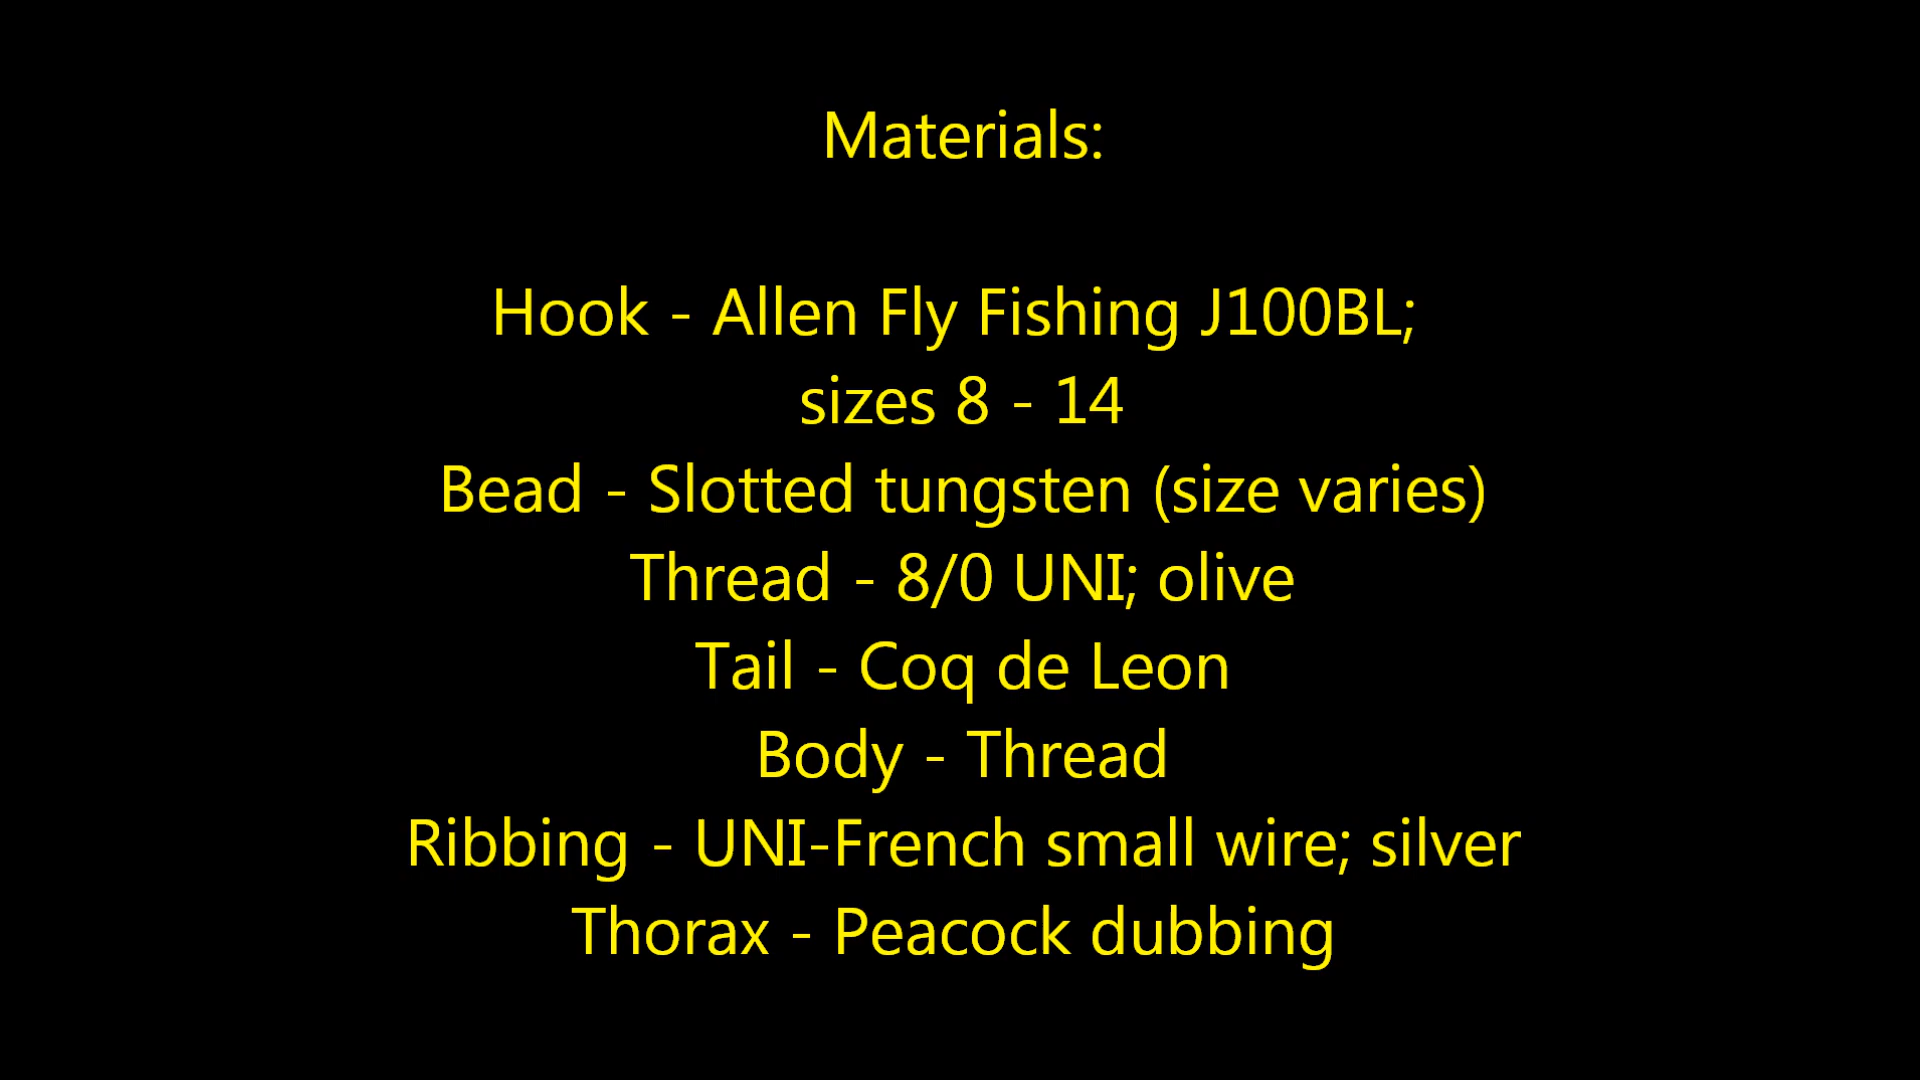 Materials:
Hook - Allen Fly Fishing J100BL;
sizes 8 - 14
Bead - Slotted tungsten (size varies)
Thread - 8/0 UNI; olive
Tail - Coq de Leon
Body - Thread
Ribbing - UNI-French small wire; silver
Thorax - Peacock dubbing